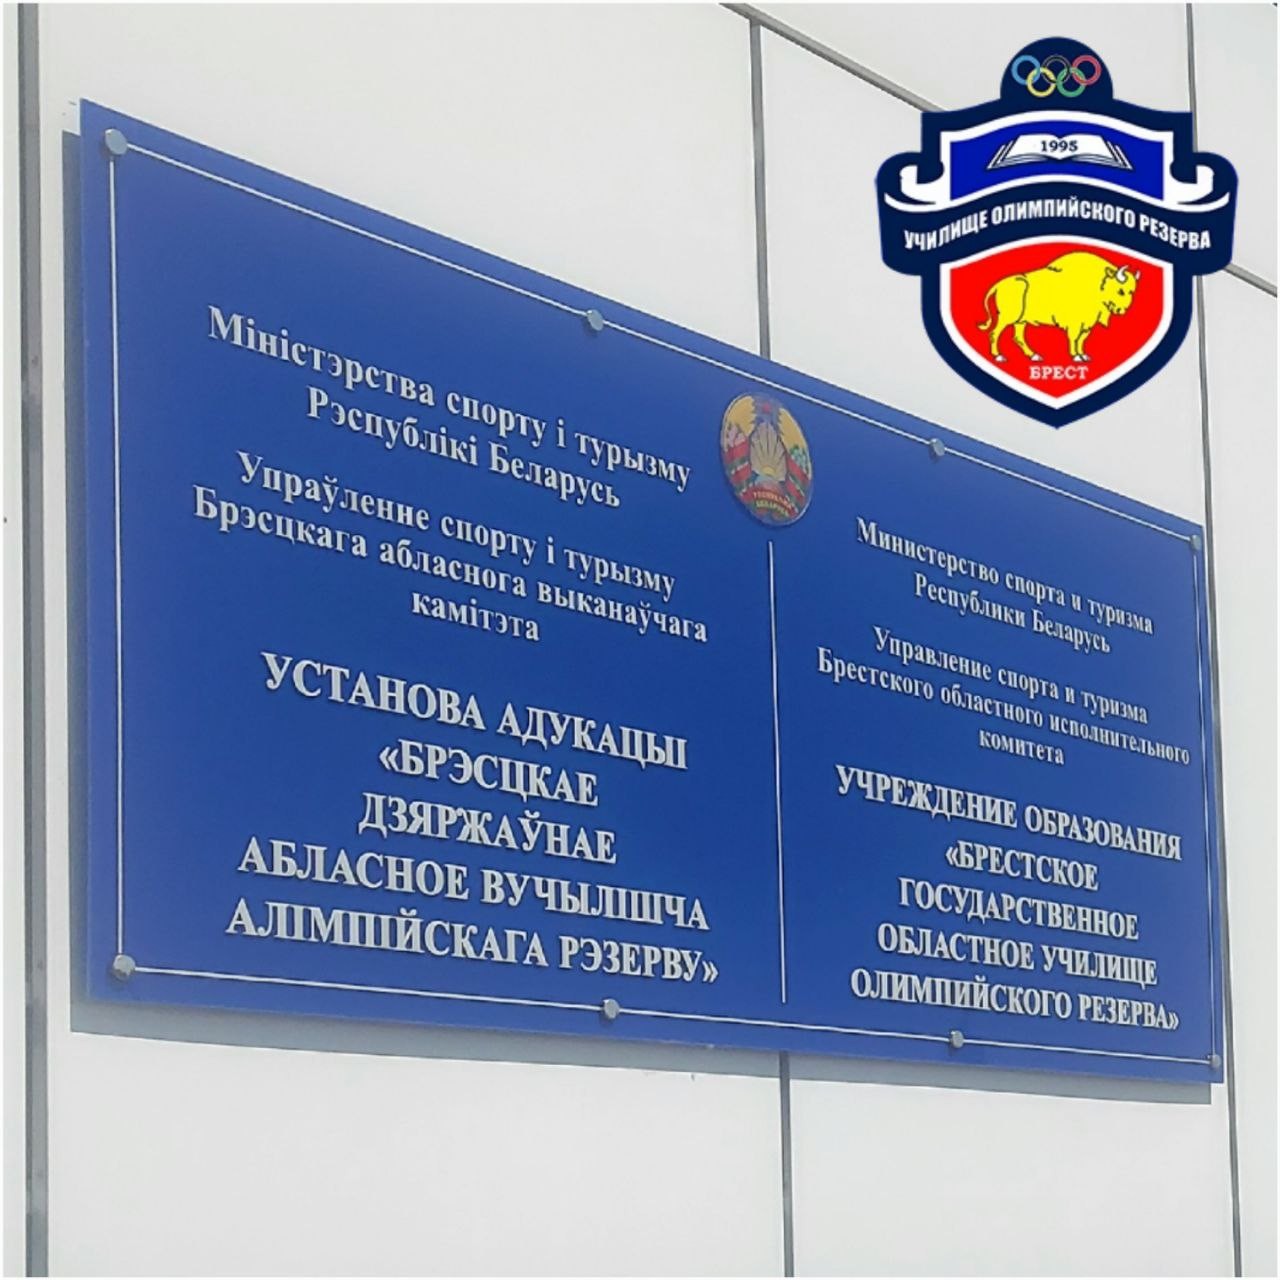 1995
УЧИЛИЩЕ ОЛИМПИЙСКОГО РЕЗЕРВА
БРЕСТ
Міністэрства спорту і турызму
Рэспублікі Беларусь
Упраўленне спорту і турызму
Брэсцкага абласнога выканаўчага
камітэта
УСТАНОВА АДУКАЦЫІ
«БРЭСЦКАЕ
ДЗЯРЖАЎНАЕ
АБЛАСНОЕ ВУЧЫЛІШЧА
АЛІМПІЙСКАГА РЭЗЕРВУ»
РЭСПУБЛІКА
БЕЛАРУСЬ
Министерство спорта и туризма
Республики Беларусь
Управление спорта и туризма
Брестского областного исполнительного
комитета
УЧРЕЖДЕНИЕ ОБРАЗОВАНИЯ
«БРЕСТСКОЕ
ГОСУДАРСТВЕННОЕ
ОБЛАСТНОЕ УЧИЛИЩЕ
ОЛИМПИЙСКОГО РЕЗЕРВА»